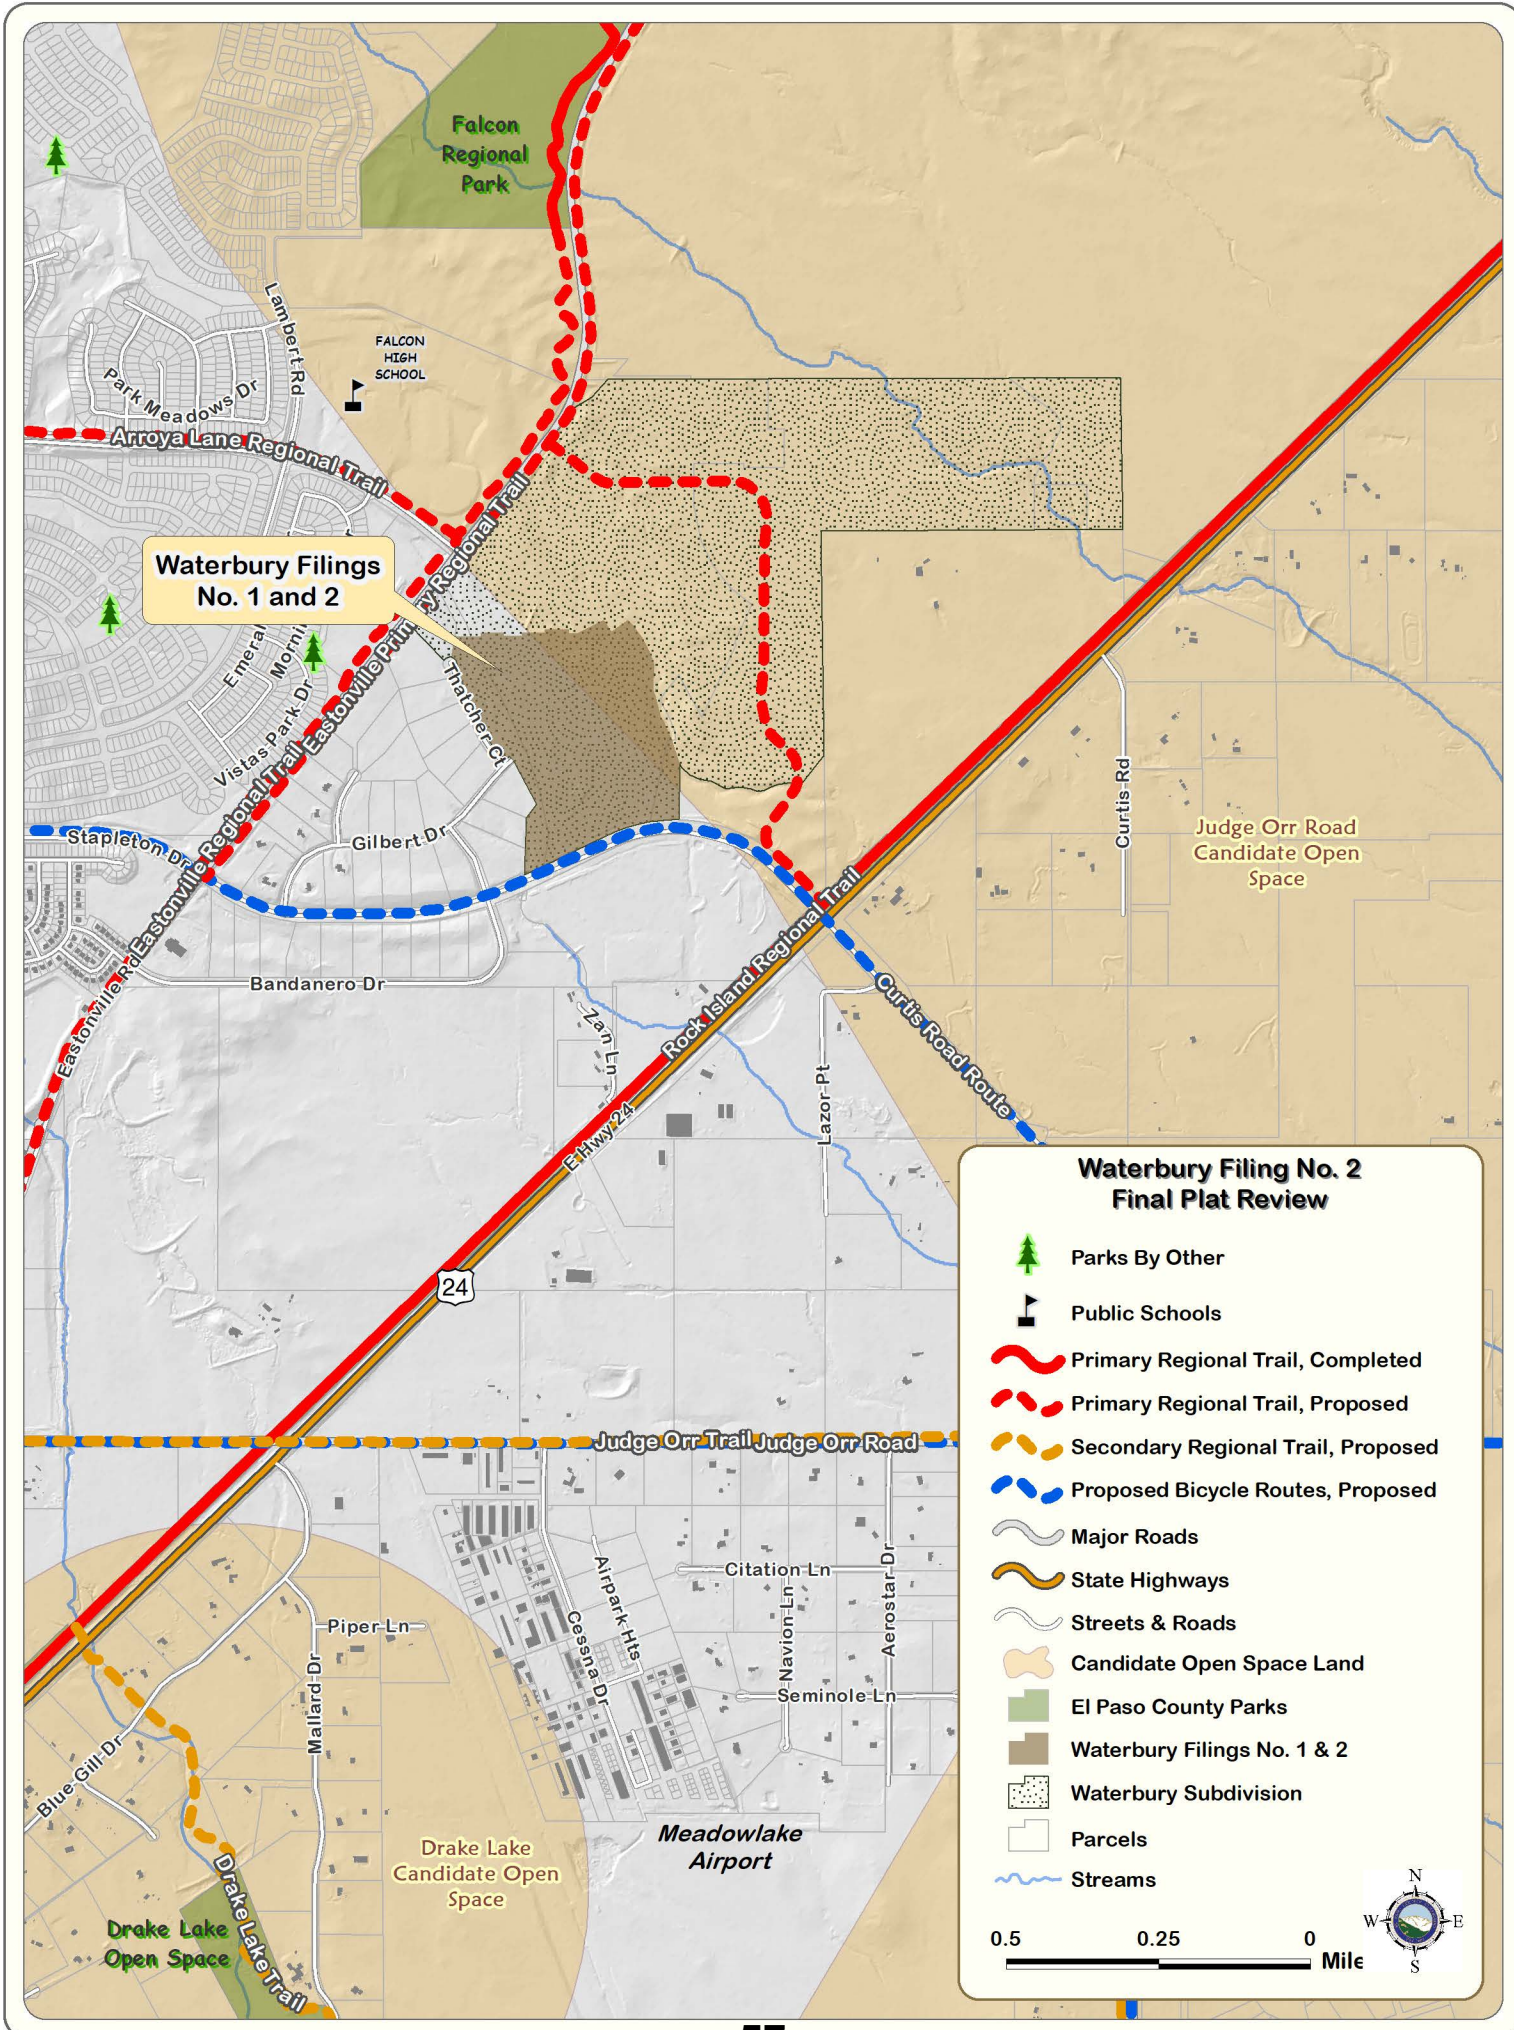 Falcon
Regional
Park
FALCON
HIGH
SCHOOL
Lambert Rd
Park Meadows Dr
Arroya Lane Regional Trail
Waterbury Filings
No. 1 and 2
Eastonville Primary Regional Trail
Thatcher Ct
Vistas Park Dr
Eastonville Regional Trail
Stapleton Dr
Gilbert Dr
Curtis Rd
Judge Orr Road
Candidate Open
Space
Eastonville Rd
Bandanero Dr
Zan Ln
Rock Island Regional Trail
Curtis Road Route
Lazor Pt
E Hwy 24
24
Judge Orr Trail
Judge Orr Road
Citation Ln
Navion Ln
Aerostar Dr
Airpark Hts
Cessna Dr
Seminole Ln
Piper Ln
Mallard Dr
Blue Gill Dr
Meadowlake
Airport
Drake Lake
Candidate Open
Space
Drake Lake
Open Space
Drake Lake Trail
Waterbury Filing No. 2
Final Plat Review
Parks By Other
Public Schools
Primary Regional Trail, Completed
Primary Regional Trail, Proposed
Secondary Regional Trail, Proposed
Proposed Bicycle Routes, Proposed
Major Roads
State Highways
Streets & Roads
Candidate Open Space Land
El Paso County Parks
Waterbury Filings No. 1 & 2
Waterbury Subdivision
Parcels
Streams
N
W E
S
0.5 0.25 0
Mile